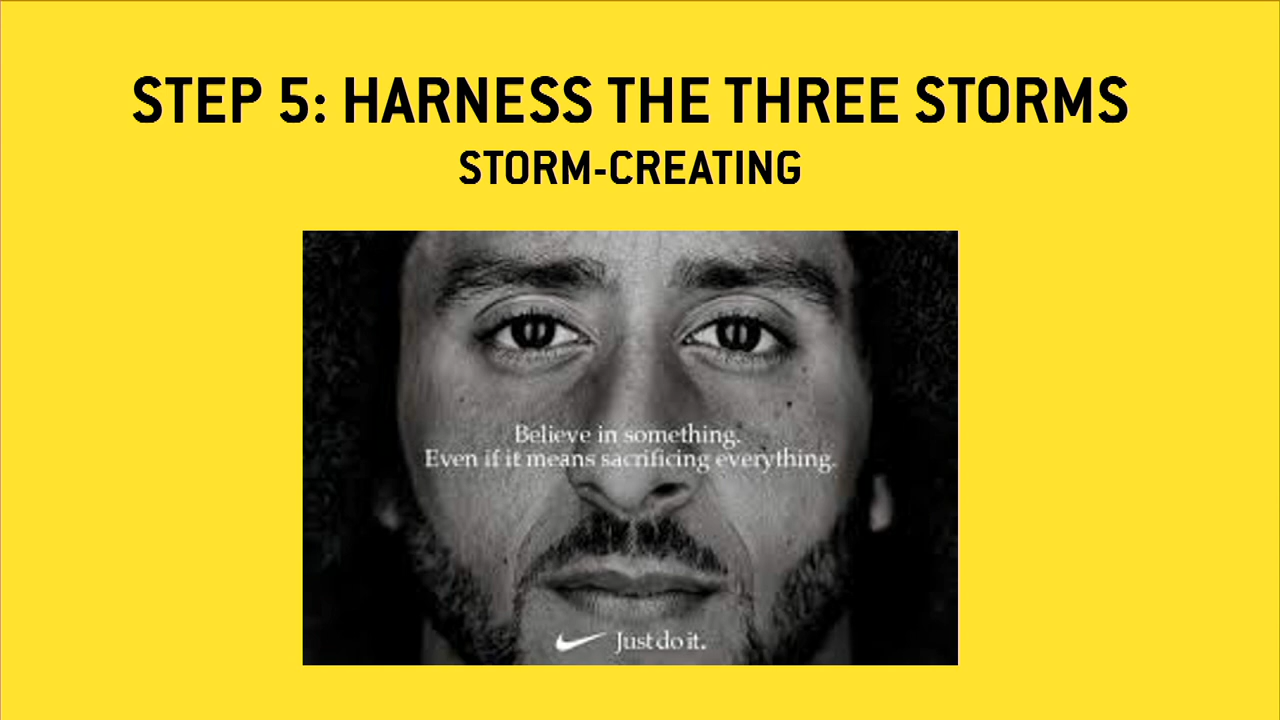 STEP 5: HARNESS THE THREE STORMS
STORM-CREATING
Believe in something.
Even if it means sacrificing everything.
Just do it.